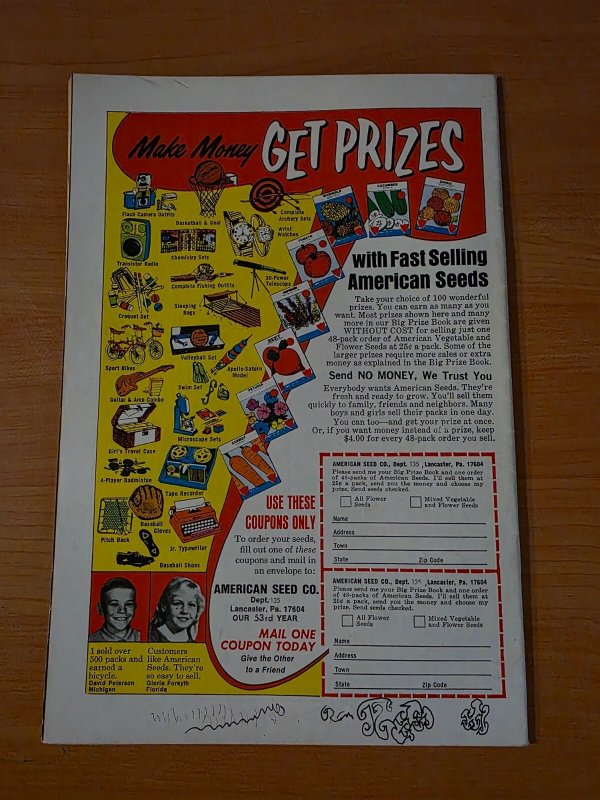 Make Money GET PRIZES
Flash Camera Outfits
Basketball & Goal
Complete
Archery Sets
Wrist
Watches
Transistor Radio
Chemistry Sets
Complete Fishing Outfits
30-Power
Telescope
Croquet Set
Sleeping
Bags
Sport Bikes
Volleyball Set
Apollo-Saturn
Model
Swim Set
Guitar & Amp Combo
Girl's Travel Case
Microscope Sets
4-Player Badminton
Tape Recorder
Pitch Back
Baseball
Gloves
Jr. Typewriter
Baseball Shoes
CUCUMBER
TOMATO
CARROT
with Fast Selling
American Seeds
Take your choice of 100 wonderful
prizes. You can earn as many as you
want. Most prizes shown here and many
more in our Big Prize Book are given
WITHOUT COST for selling just one
48-pack order of American Vegetable and
Flower Seeds at 25¢ a pack. Some of the
larger prizes require more sales or extra
money as explained in the Big Prize Book.
Send NO MONEY, We Trust You
Everybody wants American Seeds. They're
fresh and ready to grow. You'll sell them
quickly to family, friends and neighbors. Many
boys and girls sell their packs in one day.
You can too—and get your prize at once.
Or, if you want money instead of a prize, keep
$4.00 for every 48-pack order you sell.
USE THESE
COUPONS ONLY
To order your seeds,
fill out one of these
coupons and mail in
an envelope to:
AMERICAN SEED CO.
Dept. 135
Lancaster, Pa. 17604
OUR 53rd YEAR
MAIL ONE
COUPON TODAY
Give the Other
to a Friend
AMERICAN SEED CO., Dept. 135, Lancaster, Pa. 17604
Please send me your Big Prize Book and one order
of 48-packs of American Seeds. I'll sell them at
25¢ a pack, send you the money and choose my
prize. Send seeds checked.
All Flower
Seeds
Mixed Vegetable
and Flower Seeds
Name
Address
Town
State Zip Code
AMERICAN SEED CO., Dept. 135, Lancaster, Pa. 17604
Please send me your Big Prize Book and one order
of 48-packs of American Seeds. I'll sell them at
25¢ a pack, send you the money and choose my
prize. Send seeds checked.
All Flower
Seeds
Mixed Vegetable
and Flower Seeds
Name
Address
Town
State Zip Code
I sold over
500 packs and
earned a
bicycle.
David Peterson
Michigan
Customers
like American
Seeds. They're
so easy to sell.
Gloria Forsyth
Florida